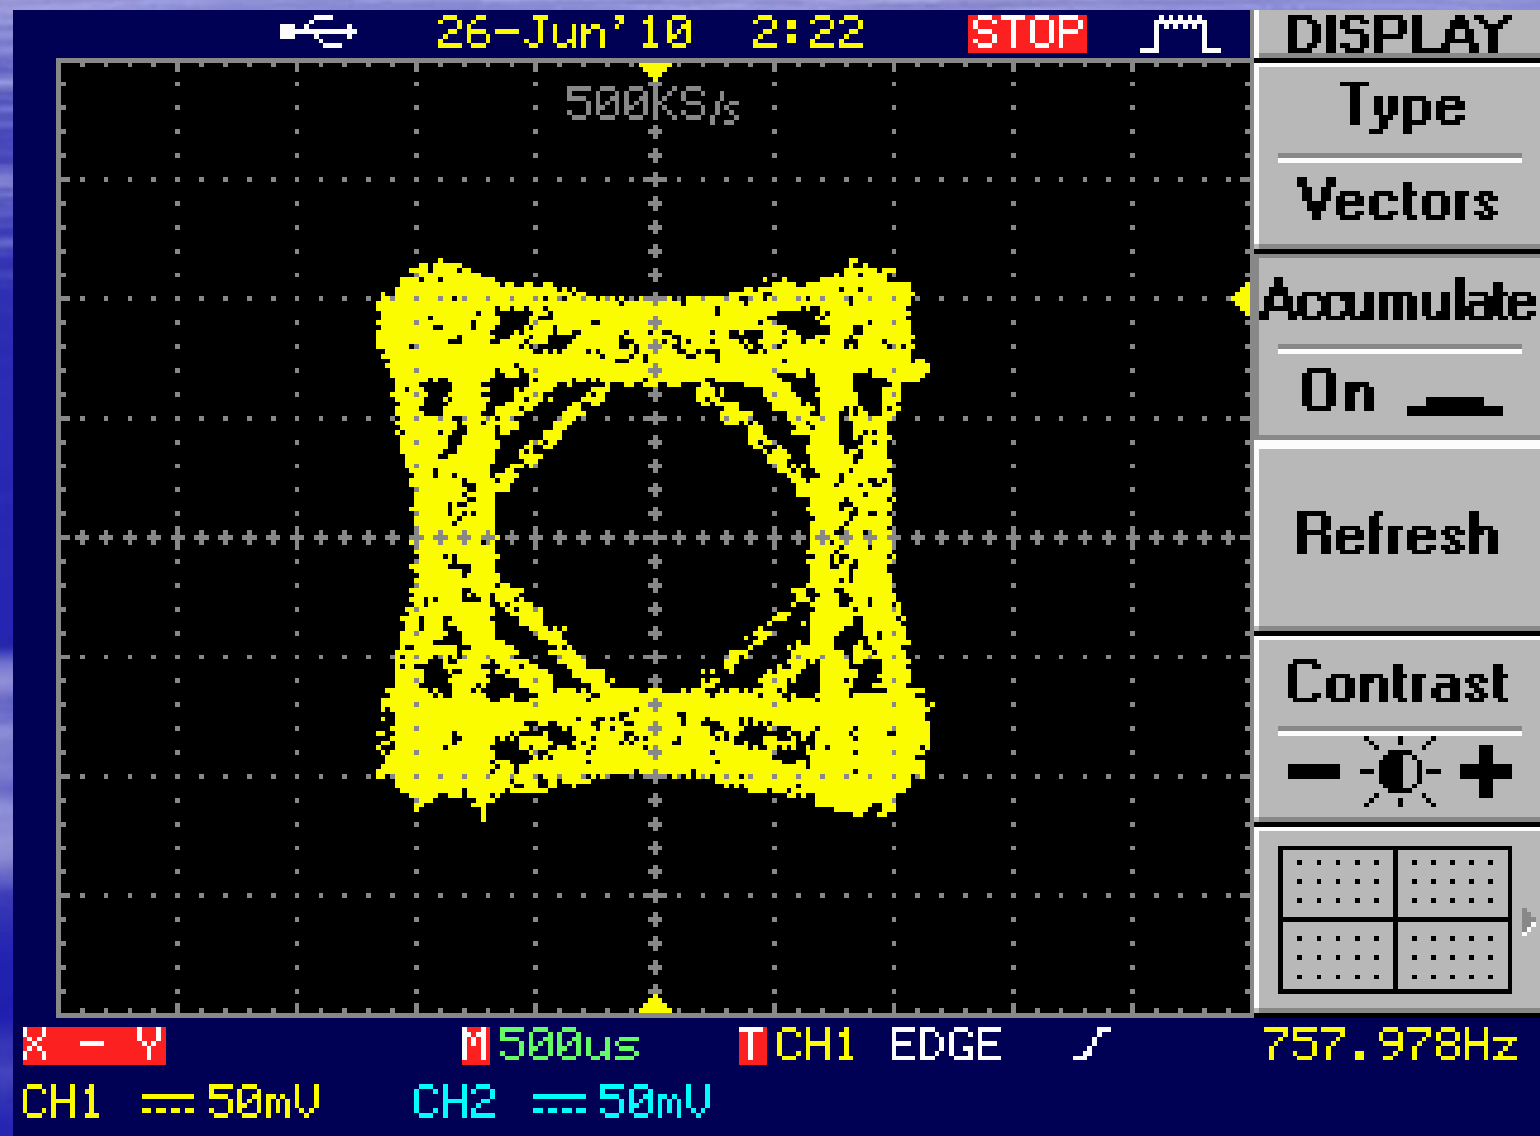 26-Jun'10 2:22 STOP
DISPLAY
500KS/s
Type
Vectors
Accumulate
On
Refresh
Contrast
X - Y M 500us T CH1 EDGE 757.978Hz
CH1 50mV CH2 50mV